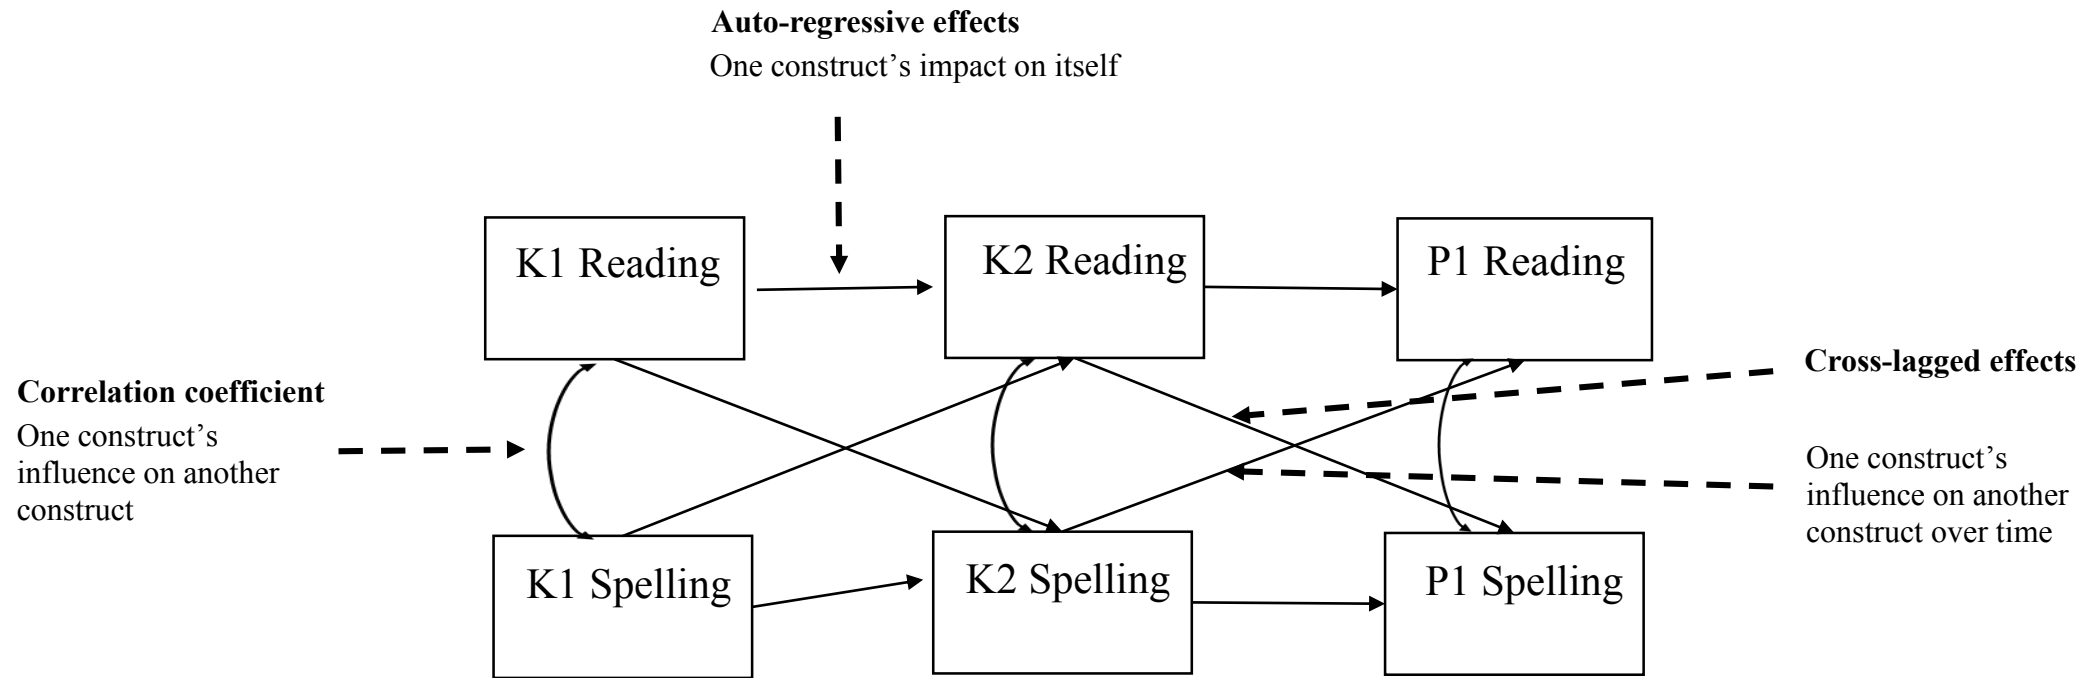 Auto-regressive effects
One construct’s impact on itself
K1 Reading
K2 Reading
P1 Reading
Correlation coefficient
One construct’s
influence on another
construct
Cross-lagged effects
One construct’s
influence on another
construct over time
K1 Spelling
K2 Spelling
P1 Spelling